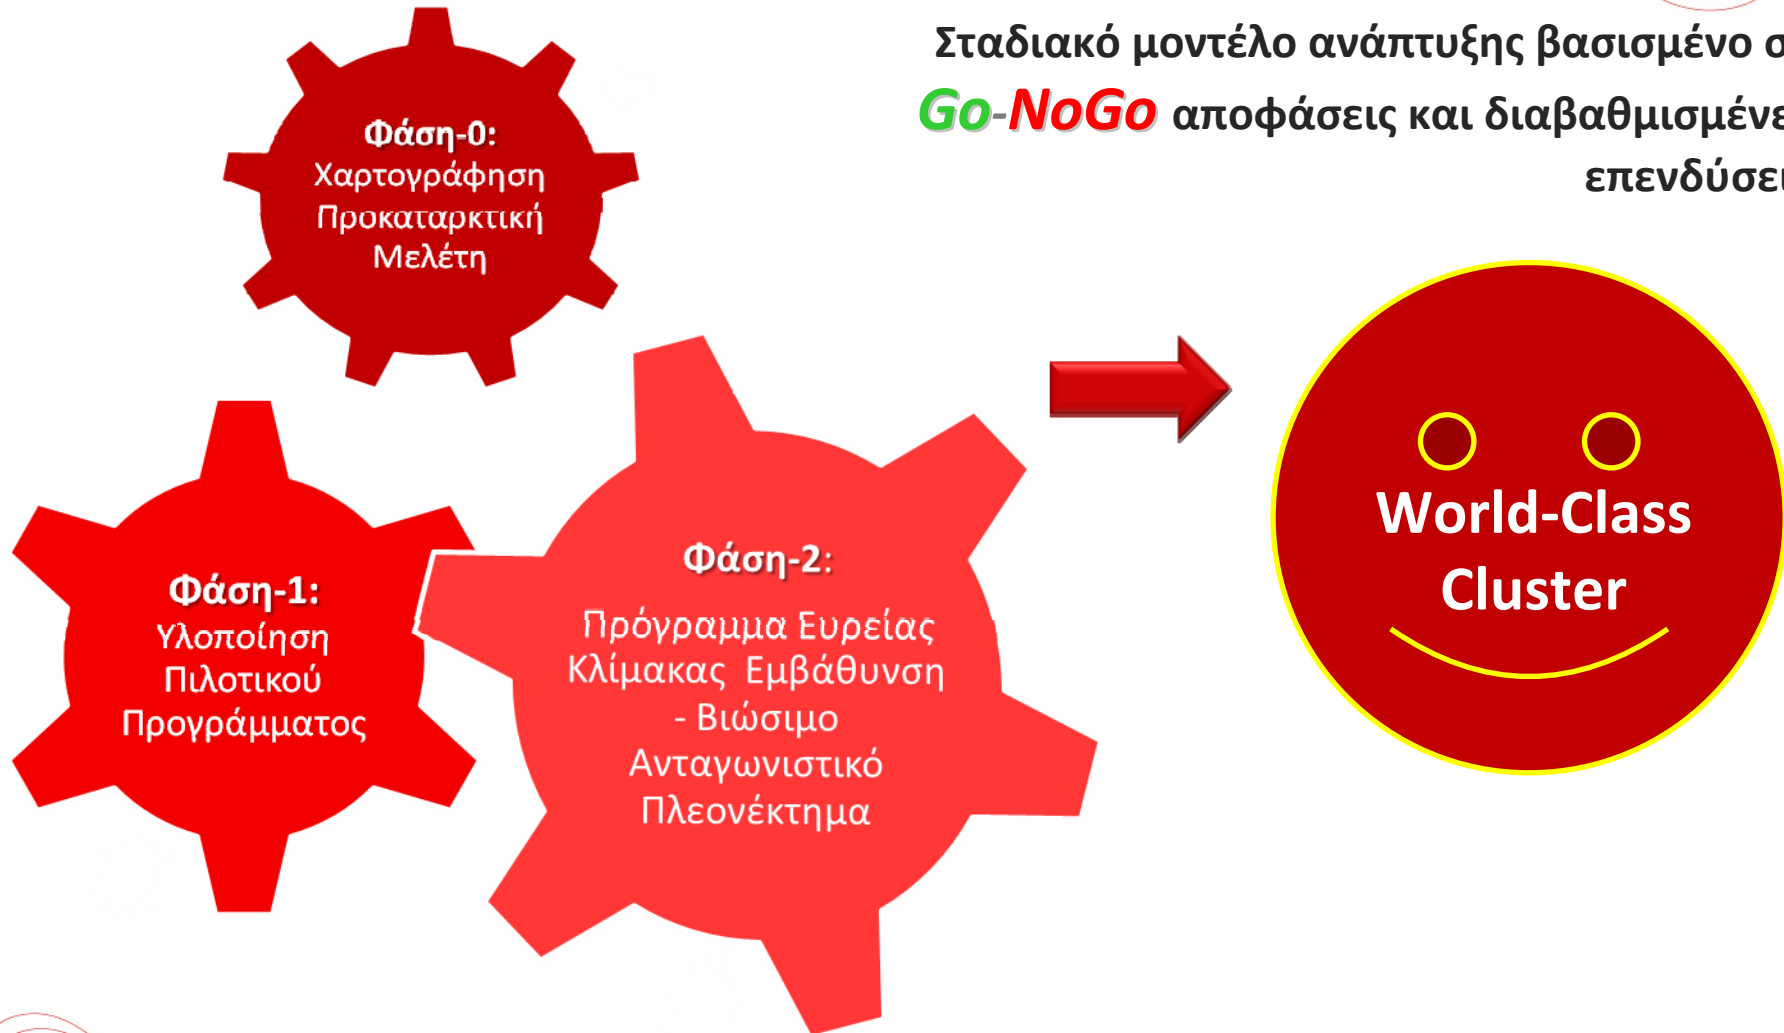 Σταδιακό μοντέλο ανάπτυξης βασισμένο σ
Go-NoGo αποφάσεις και διαβαθμισμένε
επενδύσει
Φάση-0:
Χαρτογράφηση
Προκαταρκτική
Μελέτη
Φάση-1:
Υλοποίηση
Πιλοτικού
Προγράμματος
Φάση-2:
Πρόγραμμα Ευρείας
Κλίμακας Εμβάθυνση
- Βιώσιμο
Ανταγωνιστικό
Πλεονέκτημα
World-Class
Cluster